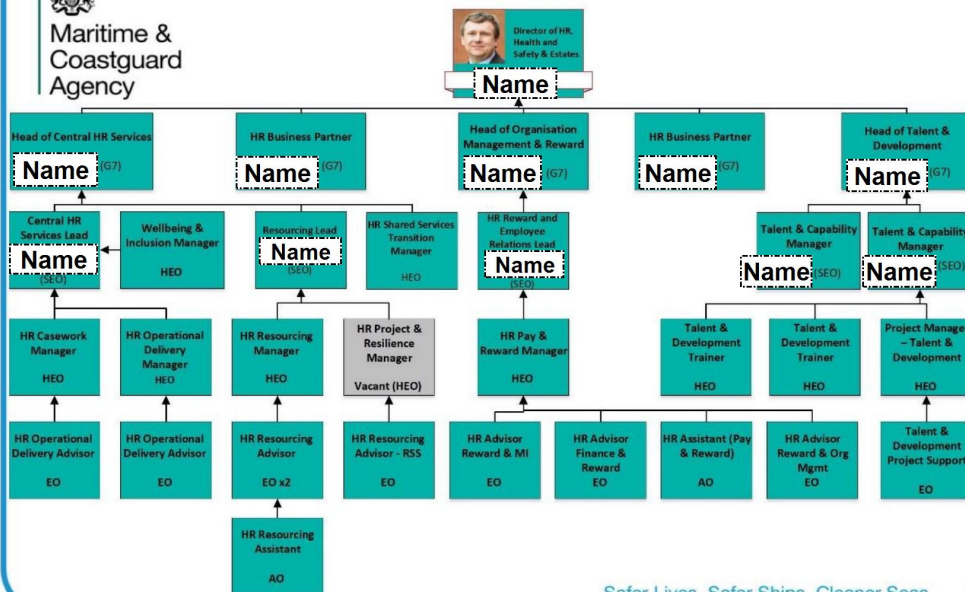 Maritime &
Coastguard
Agency
Director of HR,
Health and
Safety & Estates
Name
Head of Central HR Services
Name (G7)
HR Business Partner
Name (G7)
Head of Organisation
Management & Reward
Name (G7)
HR Business Partner
Name (G7)
Head of Talent &
Development
Name (G7)
Central HR
Services Lead
Name
(SEO)
Wellbeing &
Inclusion Manager
HEO
Resourcing Lead
Name
(SEO)
HR Shared Services
Transition
Manager
HEO
HR Reward and
Employee
Relations Lead
Name
(SEO)
Talent & Capability
Manager
Name (SEO)
Talent & Capability
Manager
Name (SEO)
HR Casework
Manager
HEO
HR Operational
Delivery
Manager
HEO
HR Resourcing
Manager
HEO
HR Project &
Resilience
Manager
Vacant (HEO)
HR Pay &
Reward Manager
HEO
Talent &
Development
Trainer
HEO
Talent &
Development
Trainer
HEO
Project Manage
– Talent &
Development
HEO
HR Operational
Delivery Advisor
EO
HR Operational
Delivery Advisor
EO
HR Resourcing
Advisor
EO x2
HR Resourcing
Advisor - RSS
EO
HR Advisor
Reward & MI
EO
HR Advisor
Finance &
Reward
EO
HR Assistant (Pay
& Reward)
AO
HR Advisor
Reward & Org
Mgmt
EO
Talent &
Development
Project Support
EO
HR Resourcing
Assistant
AO
Safer Lives, Safer Ships, Cleaner Seas